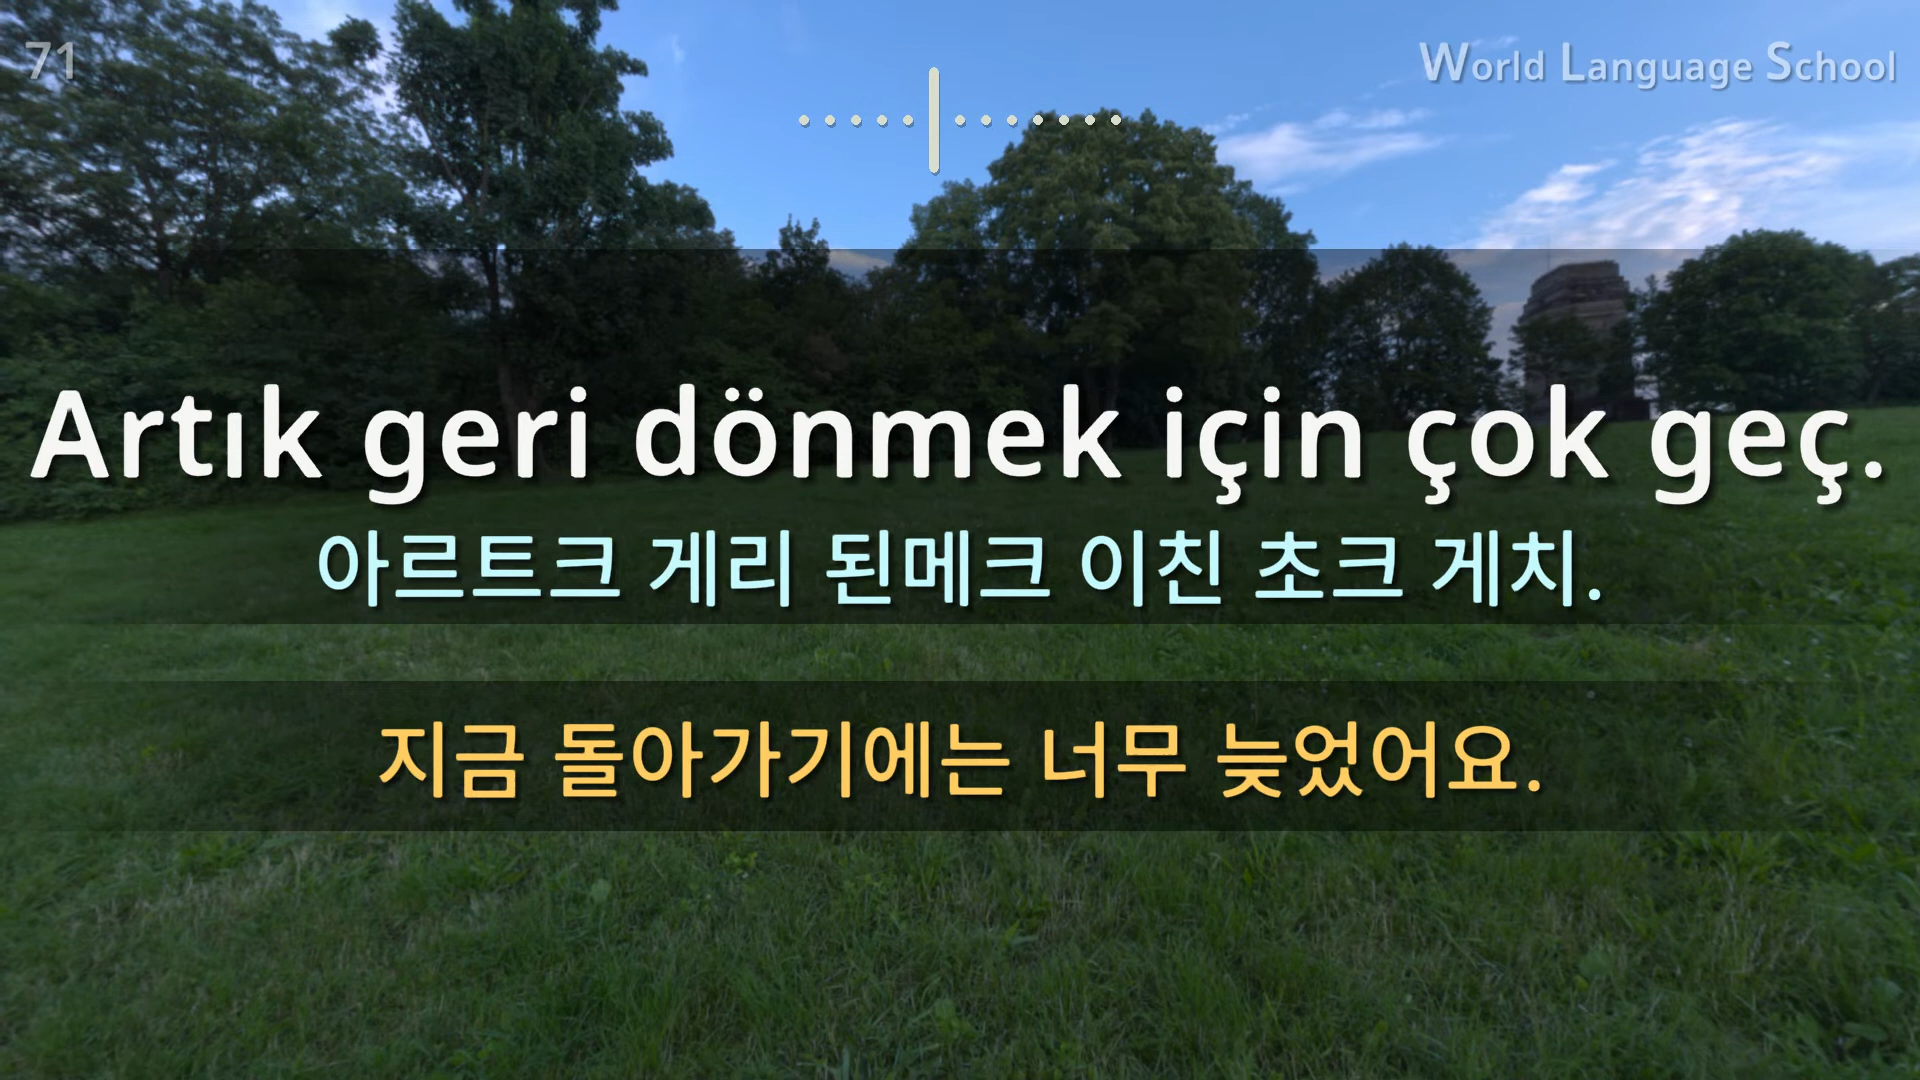 71
World Language School
Artık geri dönmek için çok geç.
아르트크 게리 된메크 이친 초크 게치.
지금 돌아가기에는 너무 늦었어요.